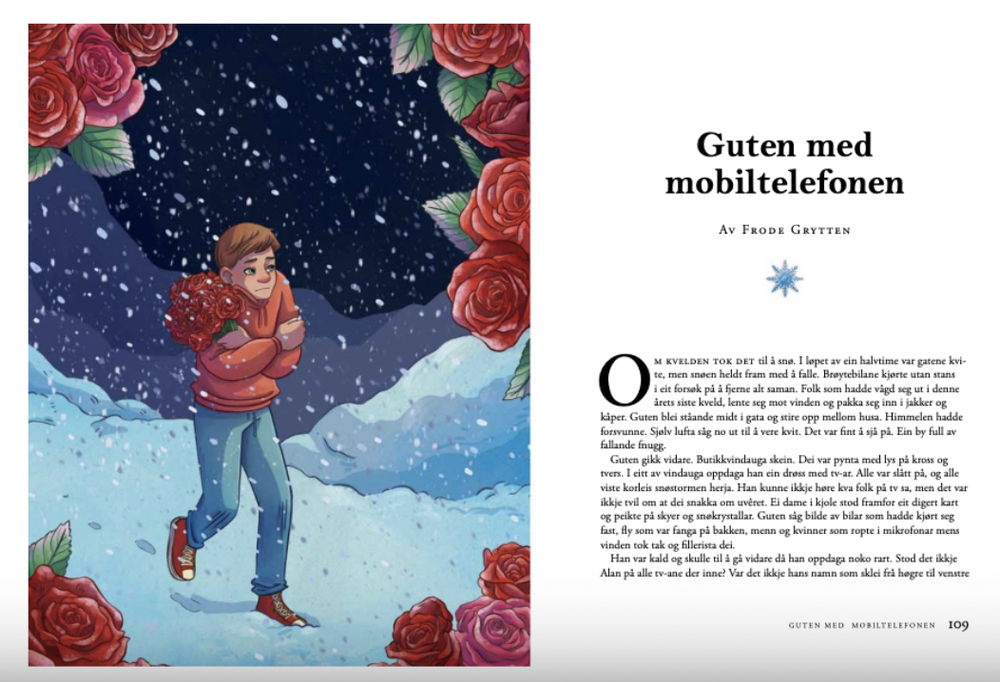 Guten med
mobiltelefonen
Av Frode Grytten
Om kvelden tok det til å snø. I løpet av ein halvtime var gatene kvi-
te, men snøen heldt fram med å falle. Brøytebilane kjørte utan stans
i eit forsøk på å fjerne alt saman. Folk som hadde vågd seg ut i denne
årets siste kveld, lente seg mot vinden og pakka seg inn i jakker og
kåper. Guten blei ståande midt i gata og stire opp mellom husa. Himmelen hadde
forsvunne. Sjølv lufta såg no ut til å vere kvit. Det var fint å sjå på. Ein by full av
fallande fnugg.
Guten gikk vidare. Butikkvindauga skein. Dei var pynta med lys på kross og
tvers. I eitt av vindauga oppdaga han ein drøss med tv-ar. Alle var slått på, og alle
viste korleis snøstormen herja. Han kunne ikkje høre kva folk på tv sa, men det var
ikkje tvil om at dei snakka om uvêret. Ei dame i kjole stod framfor eit digert kart
og peikte på skyer og snøkrystallar. Guten såg bilde av bilar som hadde kjørt seg
fast, fly som var fanga på bakken, menn og kvinner som ropte i mikrofonar mens
vinden tok tak og fillerista dei.
Han var kald og skulle til å gå vidare då han oppdaga noko rart. Stod det ikkje
Alan på alle tv-ane der inne? Var det ikkje hans namn som sklei frå høgre til venstre
GUTEN MED MOBILTELEFONEN 109